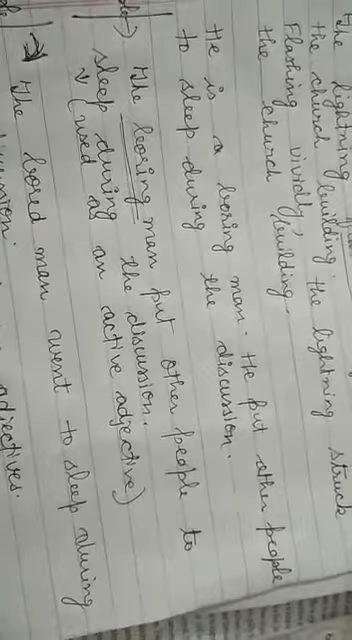 The lightning
the church building the lightning struck
Flashing vividly,
the church building.
He is a boring man. He put other people
to sleep during the discussion.
The boring man put other people to
sleep during the discussion.
(used as an active adjective)
The bored man went to sleep during
adjectives.